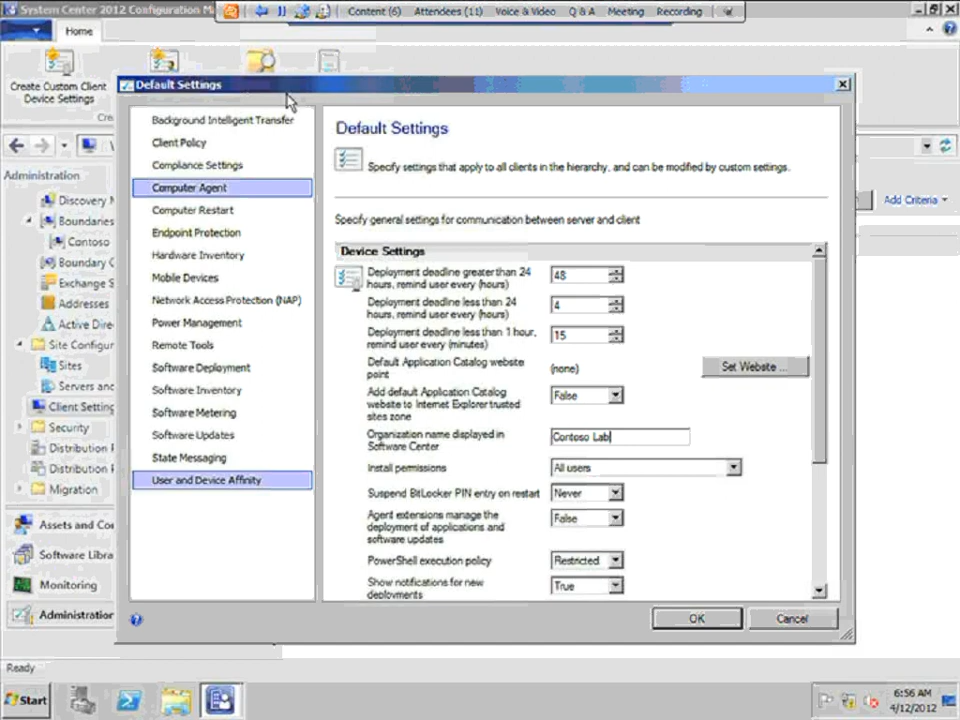 System Center 2012 Configuration M
Content (6) Attendees (11) Voice & Video Q & A Meeting Recording
Home
Create Custom Client
Device Settings
Cre
Default Settings
Background Intelligent Transfer
Client Policy
Compliance Settings
Computer Agent
Computer Restart
Endpoint Protection
Hardware Inventory
Mobile Devices
Network Access Protection (NAP)
Power Management
Remote Tools
Software Deployment
Software Inventory
Software Metering
Software Updates
State Messaging
User and Device Affinity
Default Settings
Specify settings that apply to all clients in the hierarchy, and can be modified by custom settings.
Specify general settings for communication between server and client
Device Settings
Deployment deadline greater than 24
hours, remind user every (hours)
48
Deployment deadline less than 24
hours, remind user every (hours)
4
Deployment deadline less than 1 hour,
remind user every (minutes)
15
Default Application Catalog website
point
(none)
Set Website ...
Add default Application Catalog
website to Internet Explorer trusted
sites zone
False
Organization name displayed in
Software Center
Contoso Lab
Install permissions
All users
Suspend BitLocker PIN entry on restart
Never
Agent extensions manage the
deployment of applications and
software updates
False
PowerShell execution policy
Restricted
Show notifications for new
deployments
True
OK
Cancel
Administration
Discovery M
Boundaries
Contoso
Boundary G
Exchange S
Addresses
Active Dire
Site Configur
Sites
Servers and
Client Setting
Security
Distribution P
Distribution P
Migration
Assets and Co
Software Libra
Monitoring
Administration
Add Criteria
Ready
Start
6:56 AM
4/12/2012